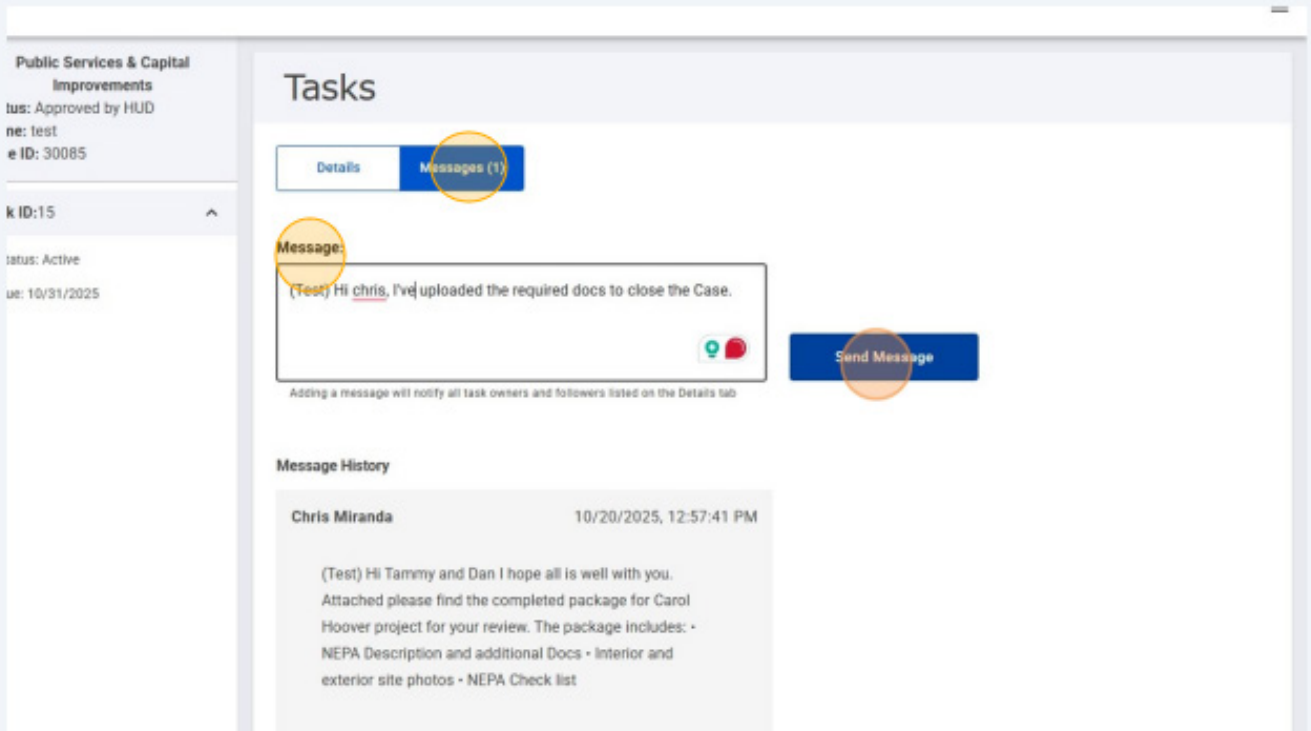 Public Services & Capital
Improvements
tus: Approved by HUD
ne: test
e ID: 30085
k ID:15
tatus: Active
ue: 10/31/2025
Tasks
Details
Messages (1)
Message:
(Test) Hi chris, I've uploaded the required docs to close the Case.
Send Message
Adding a message will notify all task owners and followers listed on the Details tab
Message History
Chris Miranda 10/20/2025, 12:57:41 PM
(Test) Hi Tammy and Dan I hope all is well with you.
Attached please find the completed package for Carol
Hoover project for your review. The package includes: •
NEPA Description and additional Docs • Interior and
exterior site photos • NEPA Check list